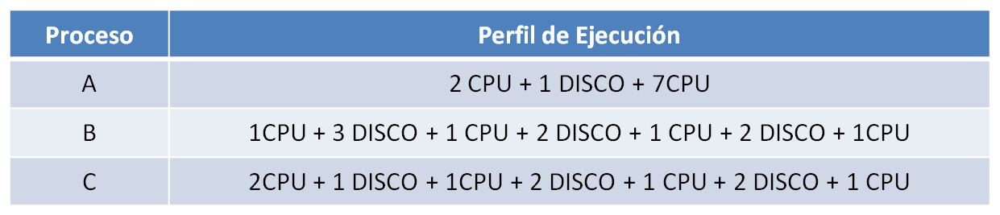 Proceso Perfil de Ejecución
A 2 CPU + 1 DISCO + 7CPU
B 1CPU + 3 DISCO + 1 CPU + 2 DISCO + 1 CPU + 2 DISCO + 1CPU
C 2CPU + 1 DISCO + 1CPU + 2 DISCO + 1 CPU + 2 DISCO + 1 CPU